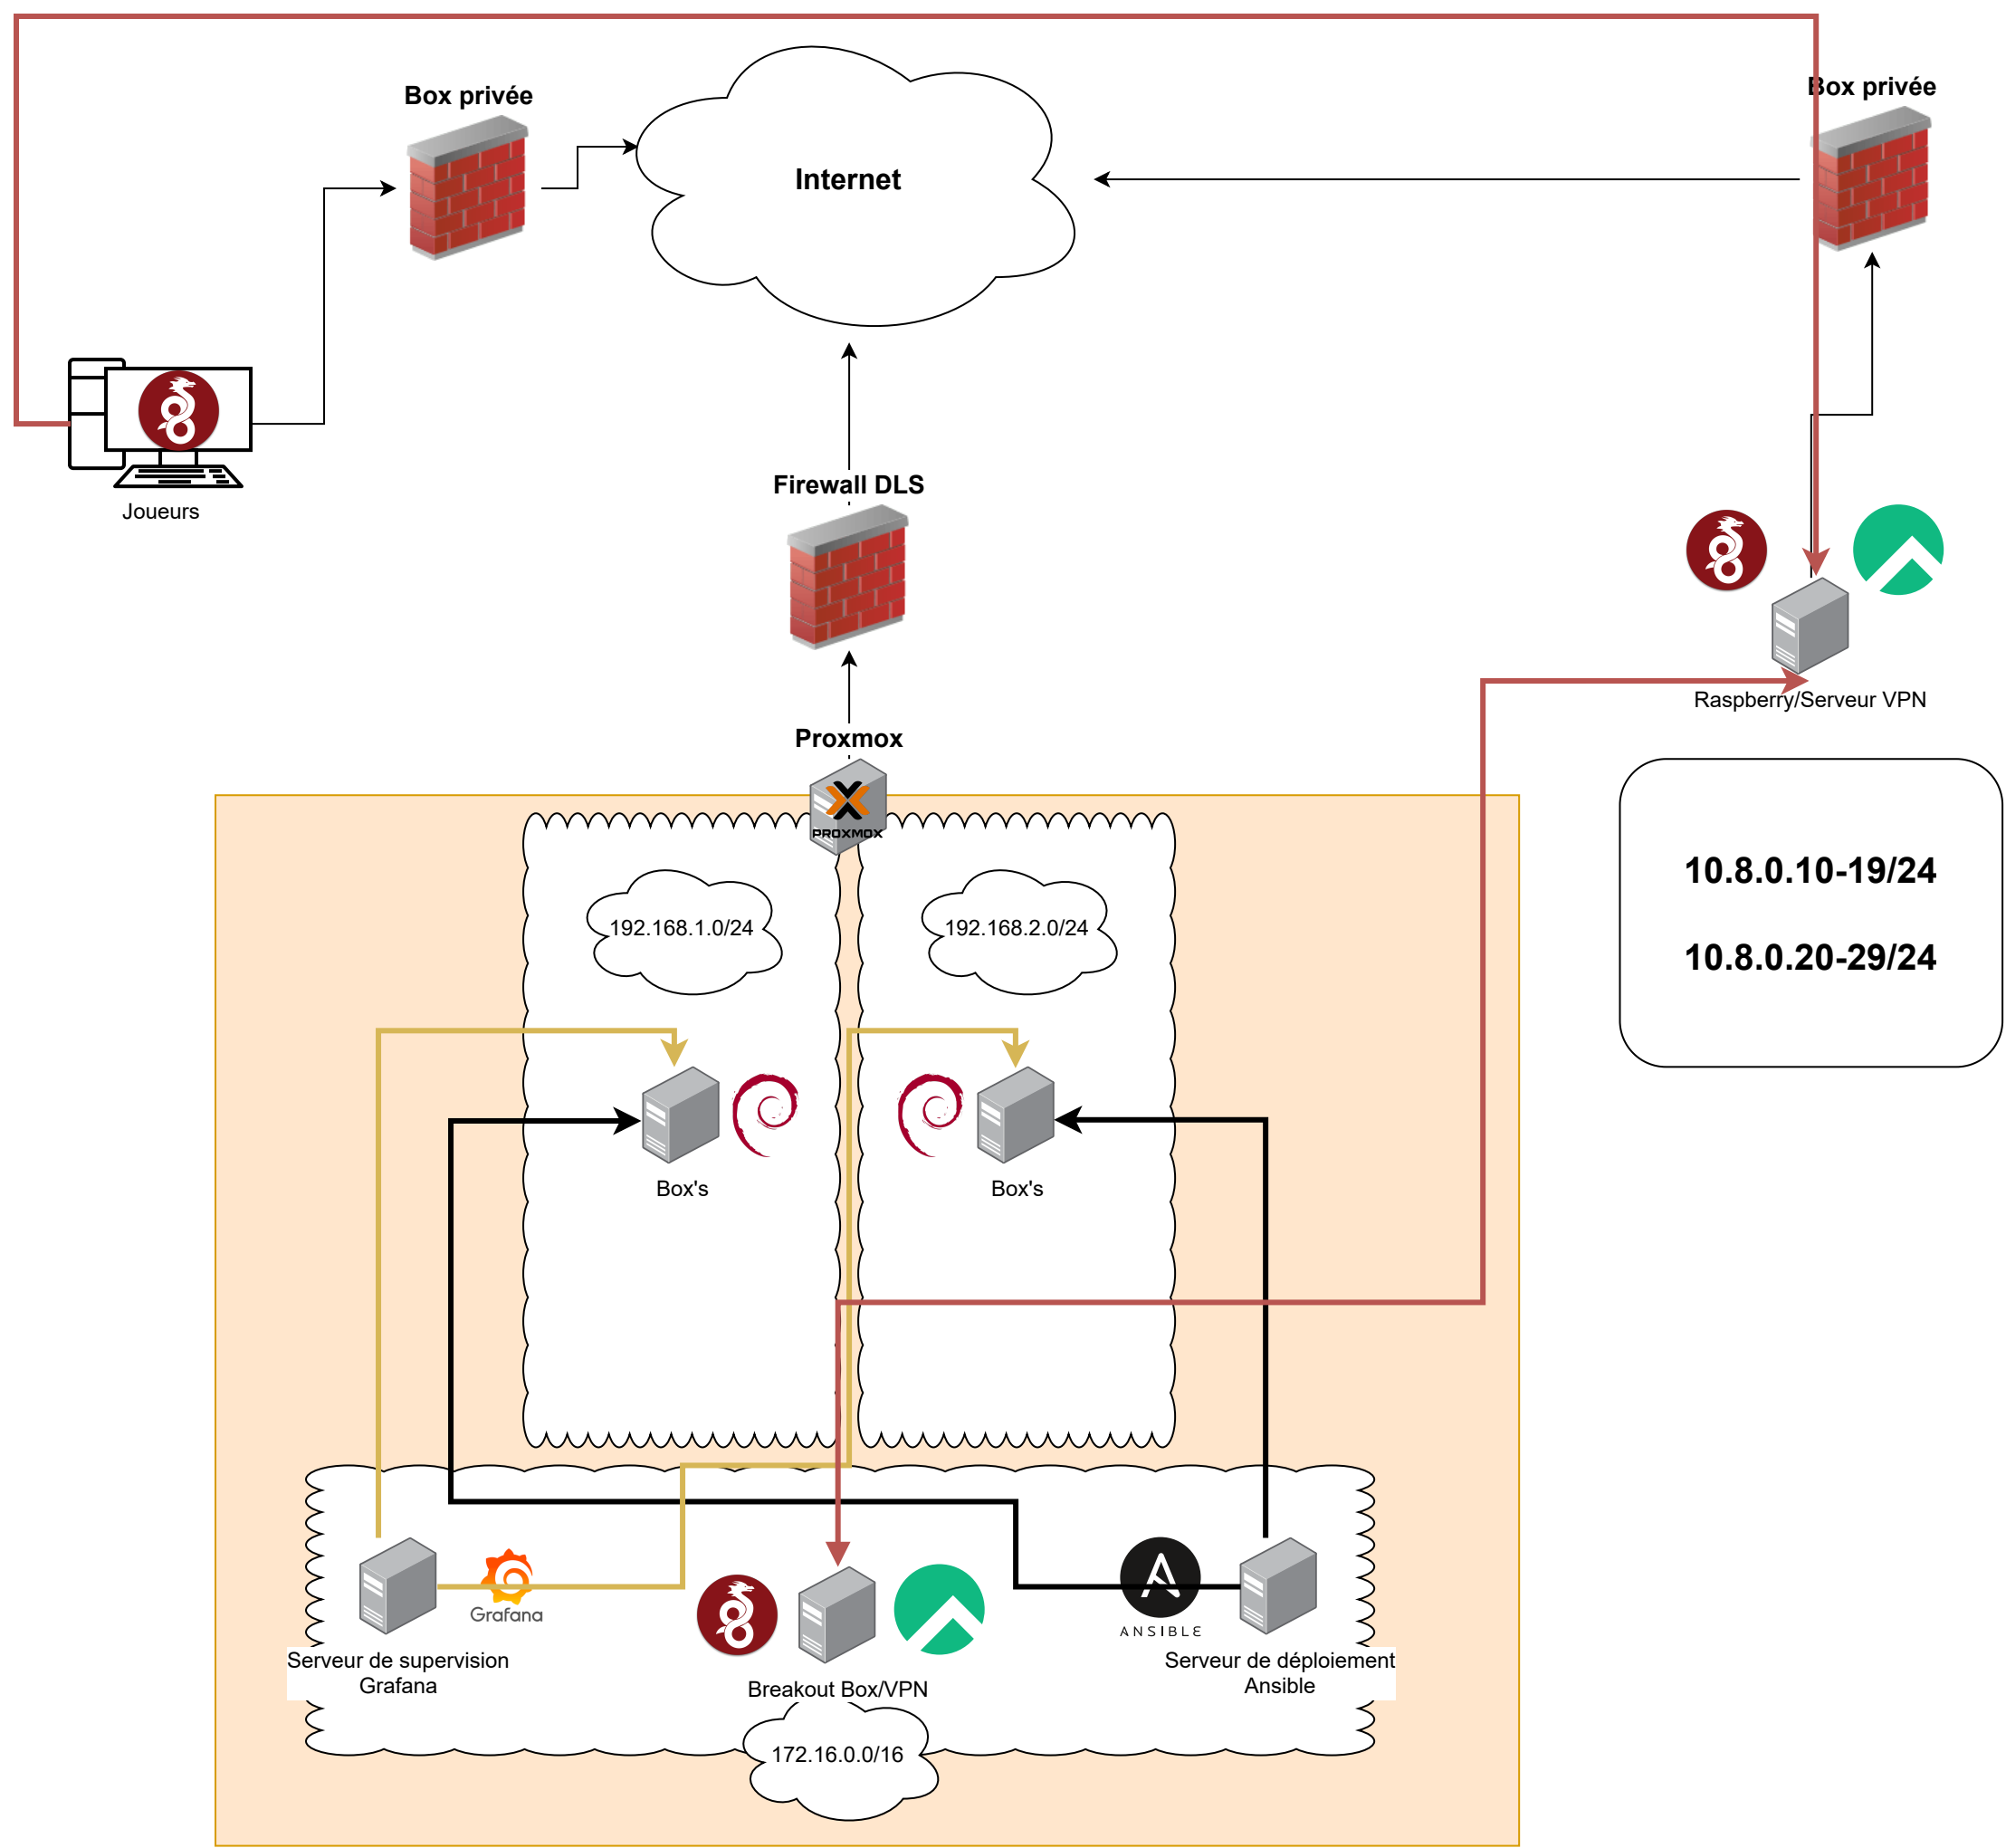 Box privée
Box privée
Internet
Joueurs
Firewall DLS
Raspberry/Serveur VPN
Proxmox
PROXMOX
10.8.0.10-19/24
10.8.0.20-29/24
192.168.1.0/24
192.168.2.0/24
Box's
Box's
Grafana
ANSIBLE
Serveur de supervision
Grafana
Breakout Box/VPN
Serveur de déploiement
Ansible
172.16.0.0/16